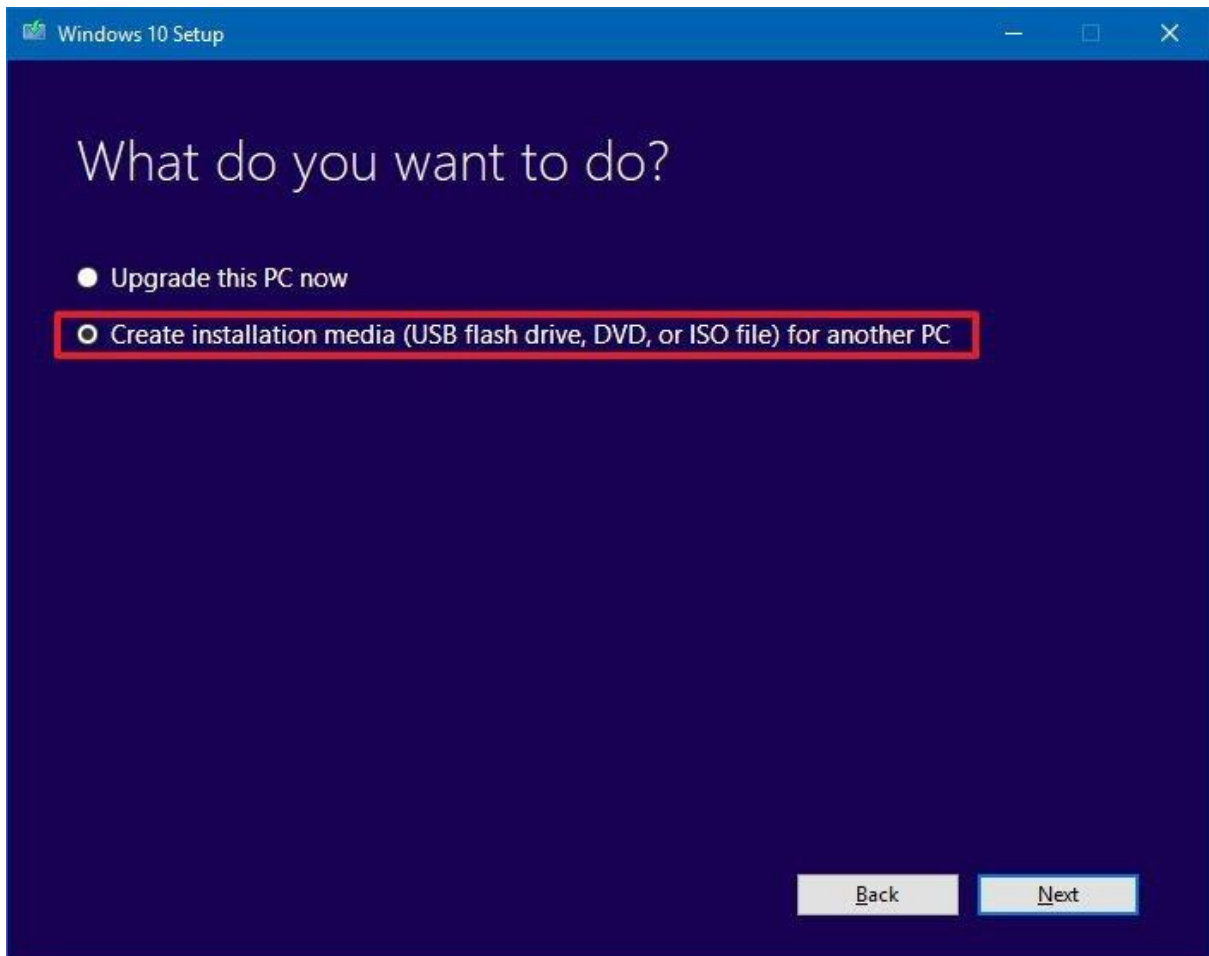 Windows 10 Setup
What do you want to do?
Upgrade this PC now
Create installation media (USB flash drive, DVD, or ISO file) for another PC
Back
Next